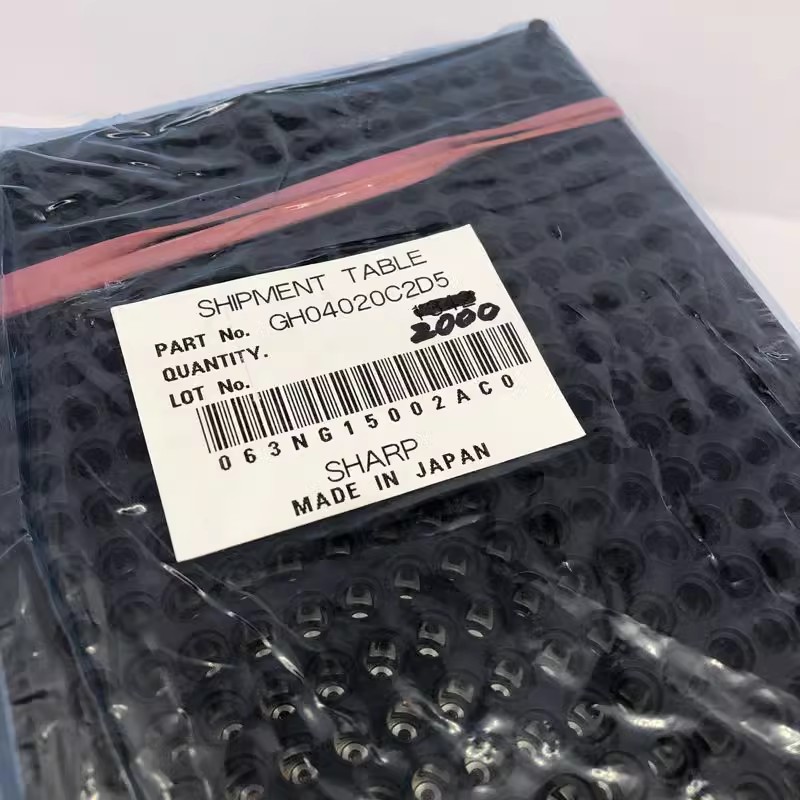 SHIPMENT TABLE
PART No. GH04020C2D5
QUANTITY. 2000
LOT No.
063NG15002AC0
SHARP
MADE IN JAPAN